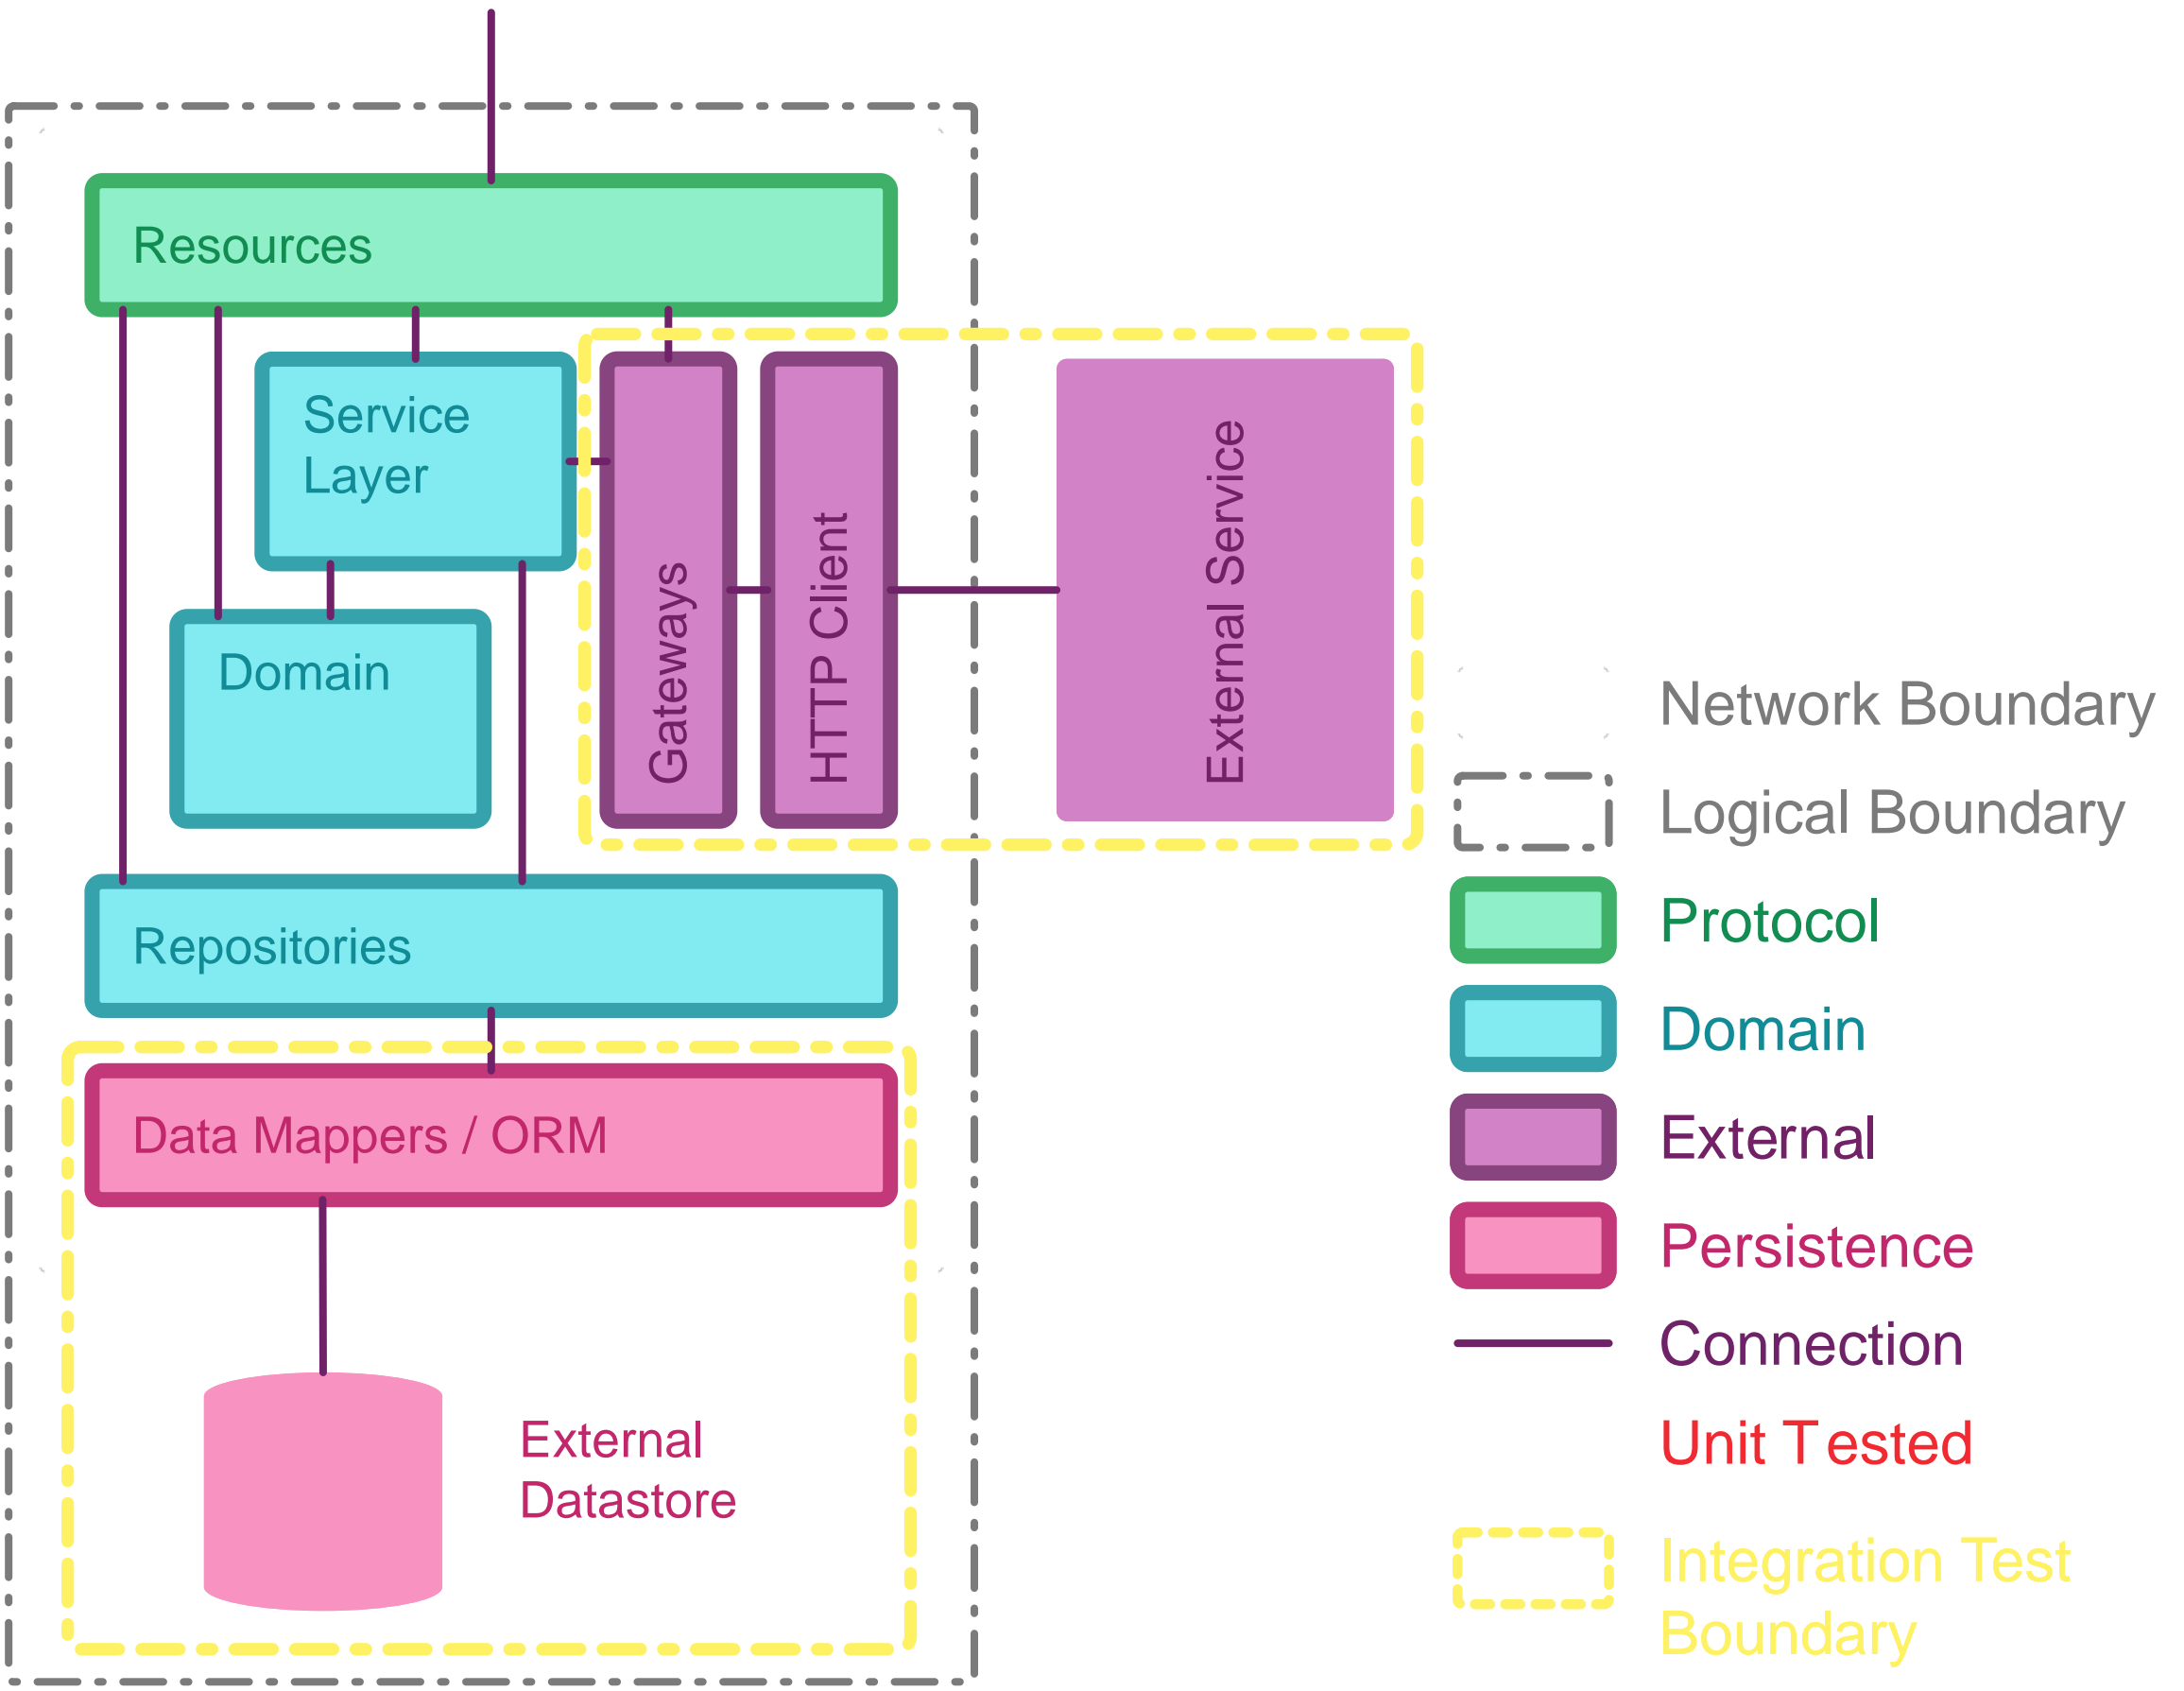 Resources
Service
Layer
Domain
Gateways
HTTP Client
External Service
Repositories
Data Mappers / ORM
External
Datastore
Network Boundary
Logical Boundary
Protocol
Domain
External
Persistence
Connection
Unit Tested
Integration Test
Boundary